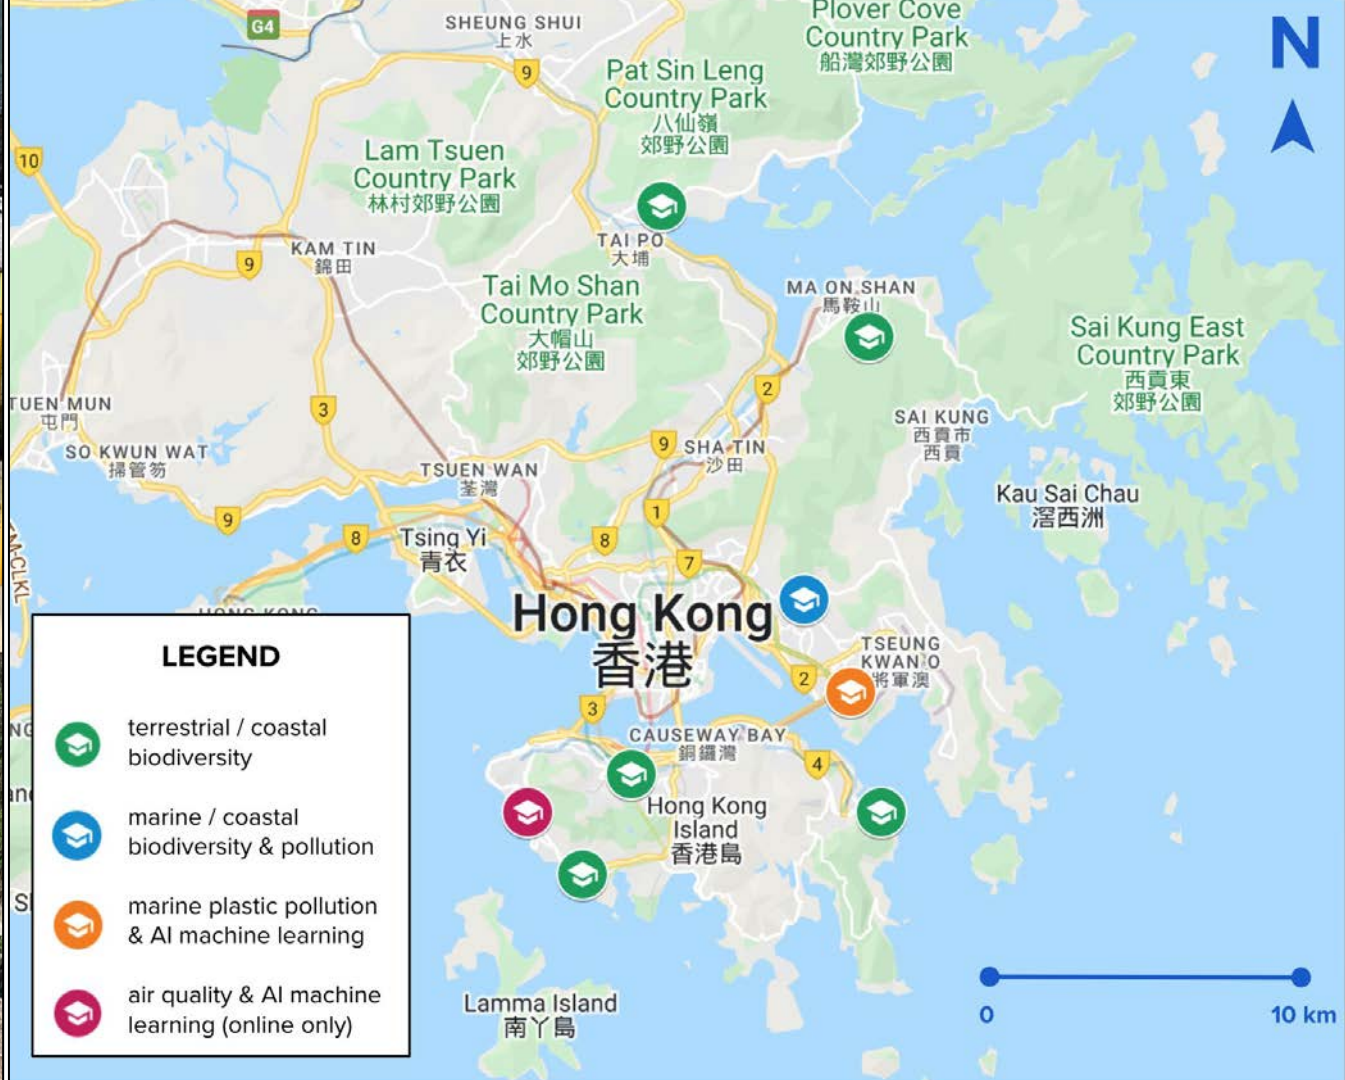 G4
SHEUNG SHUI
上水
Plover Cove
Country Park
船灣郊野公園
N
9
Pat Sin Leng
Country Park
八仙嶺
郊野公園
10
Lam Tsuen
Country Park
林村郊野公園
TAI PO
大埔
KAM TIN
錦田
9
Tai Mo Shan
Country Park
大帽山
郊野公園
MA ON SHAN
馬鞍山
Sai Kung East
Country Park
西貢東
郊野公園
2
TUEN MUN
屯門
3
SAI KUNG
西貢市
西貢
SO KWUN WAT
掃管笏
9
SHA TIN
沙田
TSUEN WAN
荃灣
Kau Sai Chau
滘西洲
9
1
8
Tsing Yi
青衣
8
7
M-CLKL
HONG KONG
Hong Kong
香港
TSEUNG
KWAN O
將軍澳
2
3
CAUSEWAY BAY
銅鑼灣
4
Hong Kong
Island
香港島
Lamma Island
南丫島
LEGEND
terrestrial / coastal
biodiversity
marine / coastal
biodiversity & pollution
marine plastic pollution
& AI machine learning
air quality & AI machine
learning (online only)
0
10 km